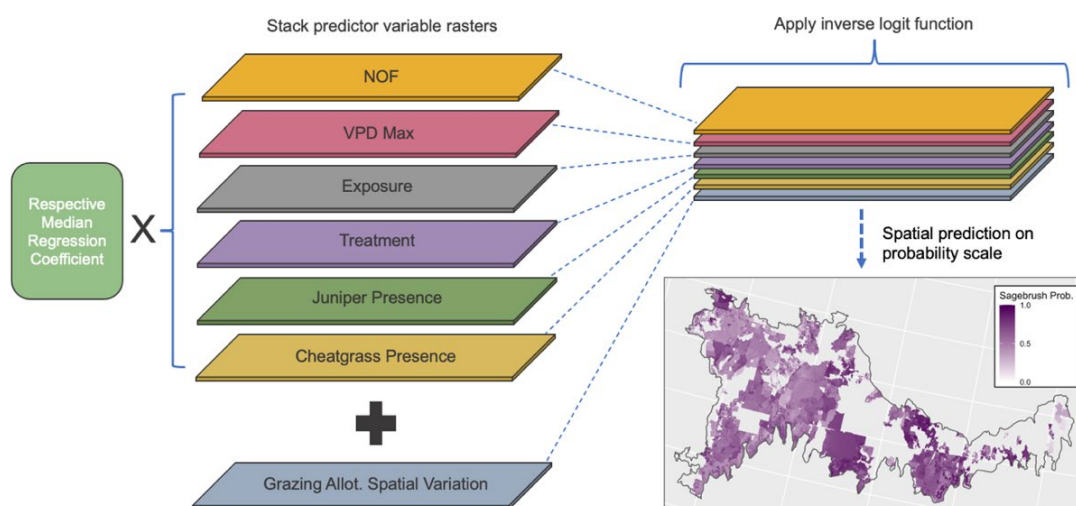 Stack predictor variable rasters
Apply inverse logit function
NOF
VPD Max
Exposure
Treatment
Juniper Presence
Cheatgrass Presence
Respective
Median
Regression
Coefficient
X
Grazing Allot. Spatial Variation
Spatial prediction on
probability scale
Sagebrush Prob.
1.0
0.5
0.0